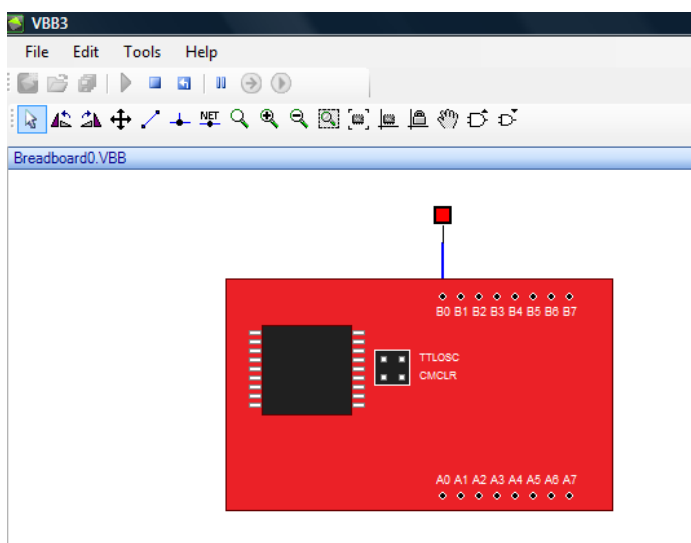 VBB3
File Edit Tools Help
NET
Breadboard0.VBB
B0 B1 B2 B3 B4 B5 B6 B7
TTLOSC
CMCLR
A0 A1 A2 A3 A4 A5 A6 A7